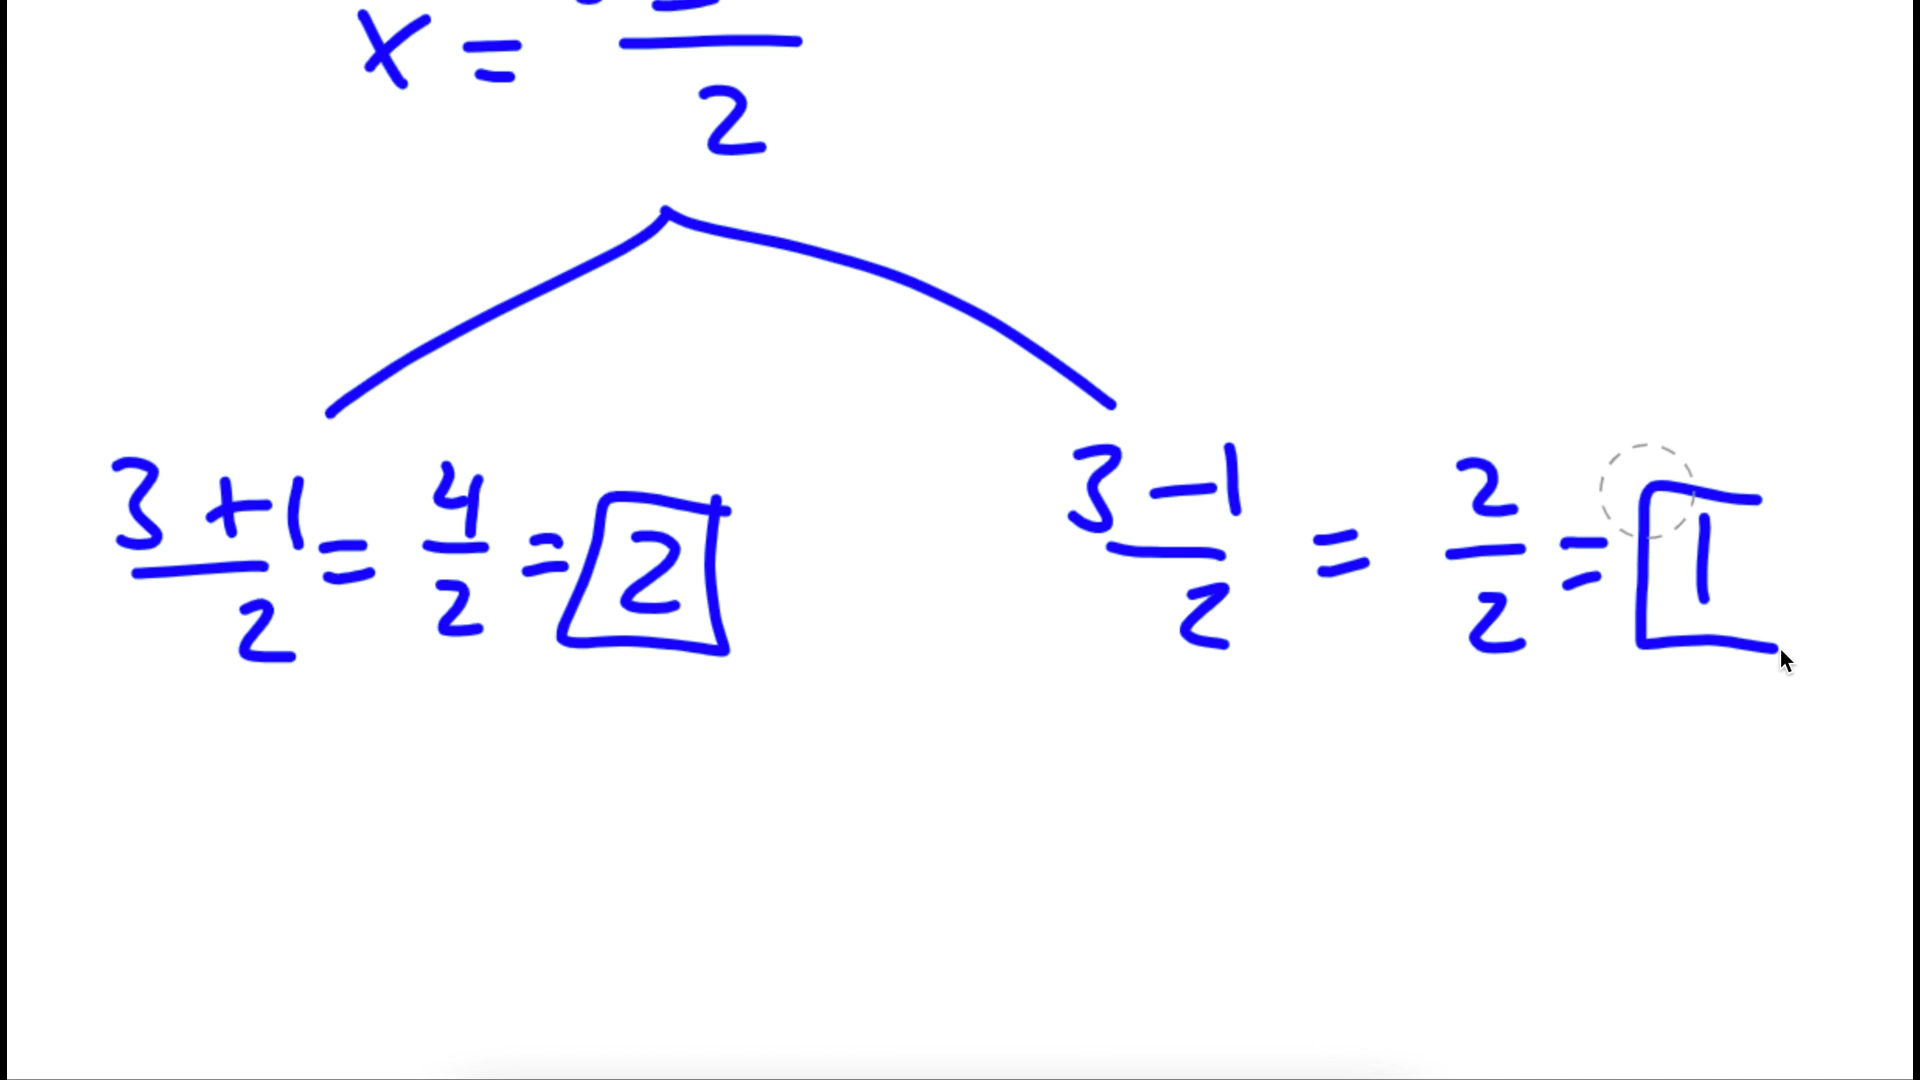 x = 
2
3 + 1 = 4 = 2
2 2
3 - 1 = 2 = 1
2 2